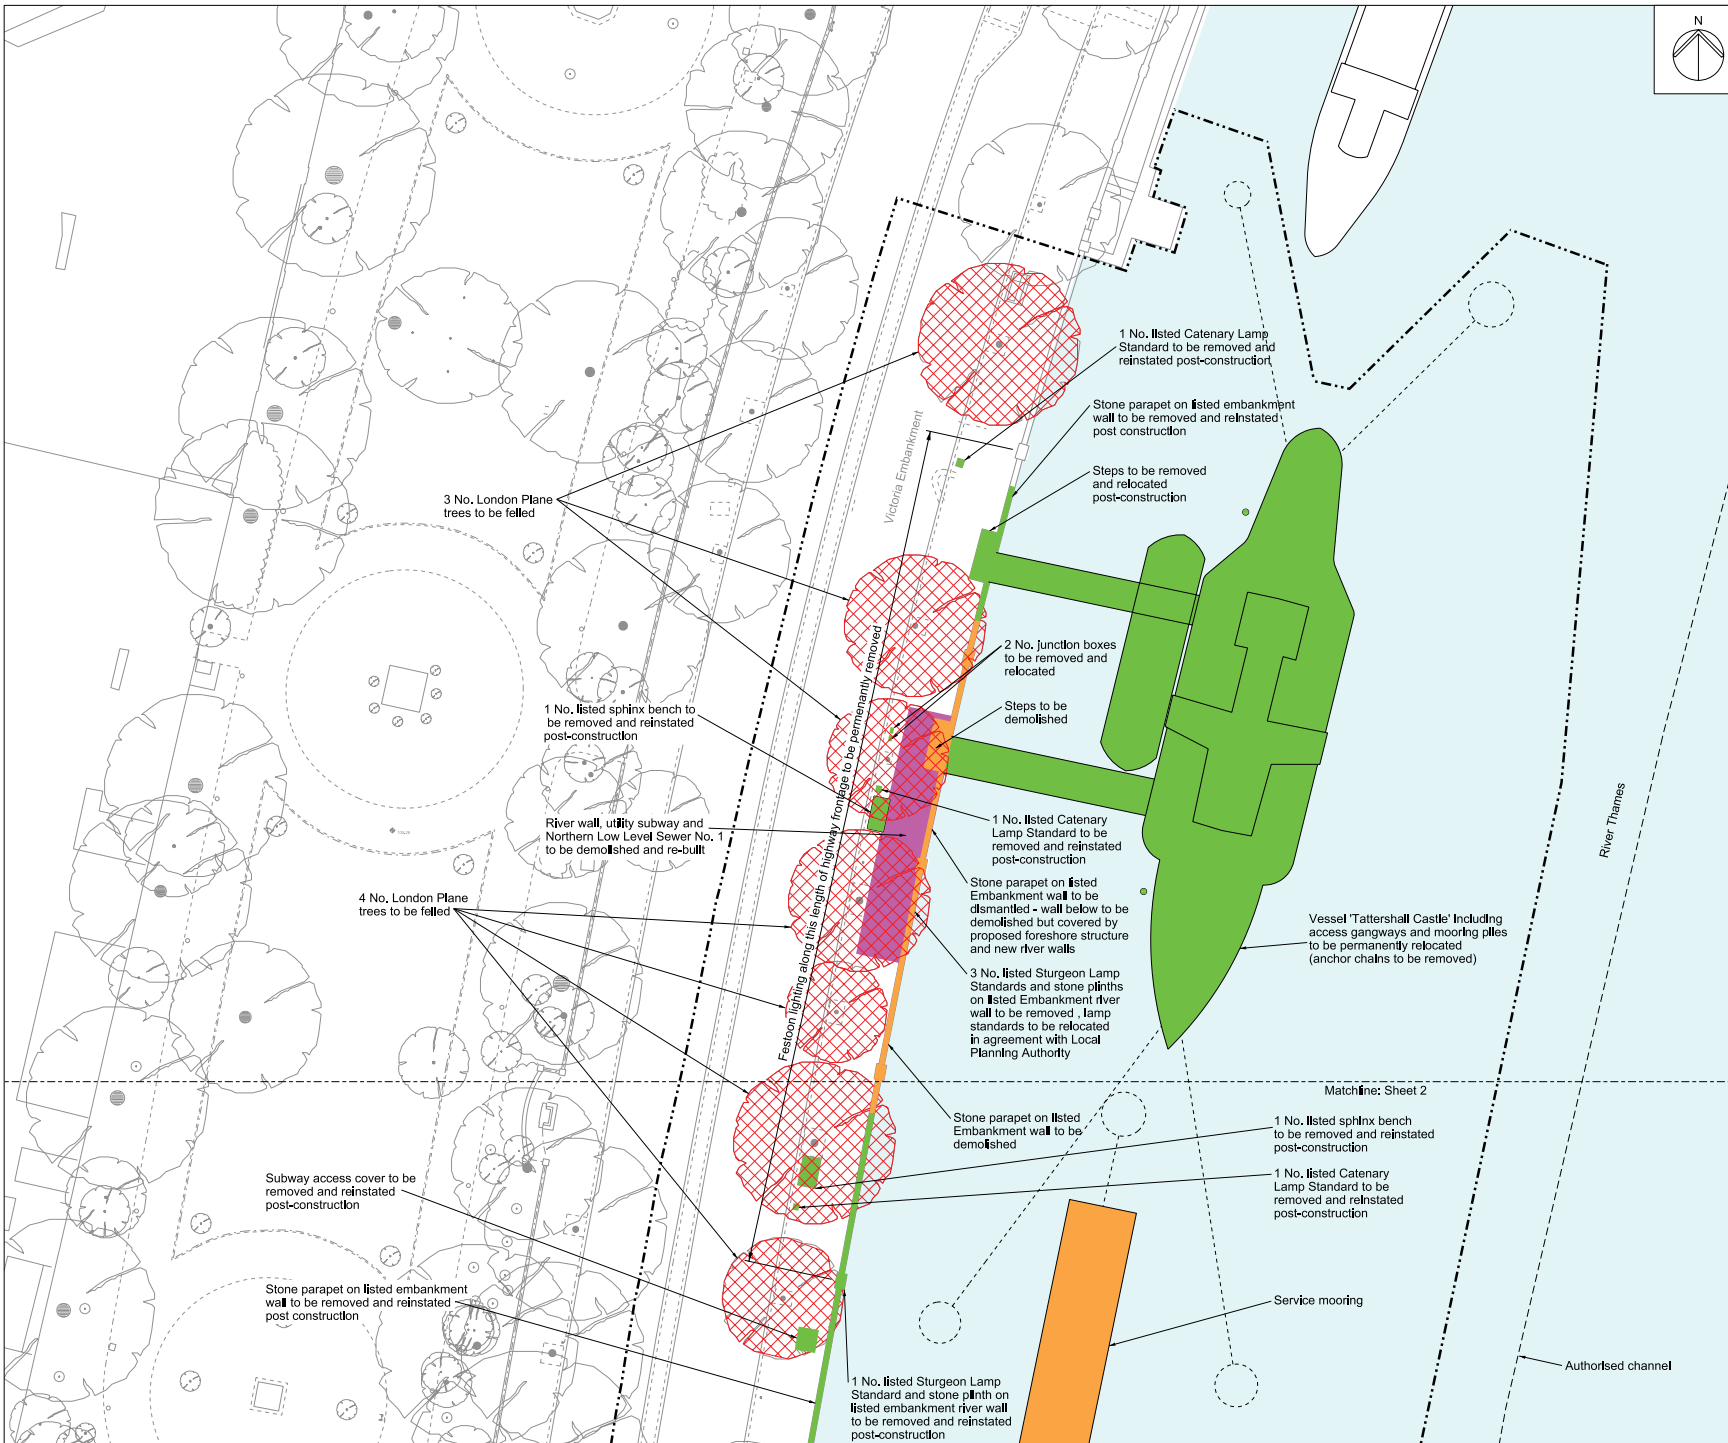 N
1 No. listed Catenary Lamp
Standard to be removed and
reinstated post-construction
Stone parapet on listed embankment
wall to be removed and reinstated
post construction
Victoria Embankment
Steps to be removed
and relocated
post-construction
3 No. London Plane
trees to be felled
2 No. junction boxes
to be removed and
relocated
1 No. listed sphinx bench to
be removed and reinstated
post-construction
Steps to be
demolished
Festoon lighting along this length of highway frontage to be permenantly removed
River wall, utility subway and
Northern Low Level Sewer No. 1
to be demolished and re-built
1 No. listed Catenary
Lamp Standard to be
removed and reinstated
post-construction
River Thames
4 No. London Plane
trees to be felled
Stone parapet on listed
Embankment wall to be
dismantled - wall below to be
demolished but covered by
proposed foreshore structure
and new river walls
Vessel 'Tattershall Castle' including
access gangways and mooring piles
to be permanently relocated
(anchor chains to be removed)
3 No. listed Sturgeon Lamp
Standards and stone plinths
on listed Embankment river
wall to be removed , lamp
standards to be relocated
in agreement with Local
Planning Authority
Matchline: Sheet 2
Stone parapet on listed
Embankment wall to be
demolished
1 No. listed sphinx bench
to be removed and reinstated
post-construction
Subway access cover to be
removed and reinstated
post-construction
1 No. listed Catenary
Lamp Standard to be
removed and reinstated
post-construction
Stone parapet on listed embankment
wall to be removed and reinstated
post construction
Service mooring
Authorised channel
1 No. listed Sturgeon Lamp
Standard and stone plinth on
listed embankment river wall
to be removed and reinstated
post-construction